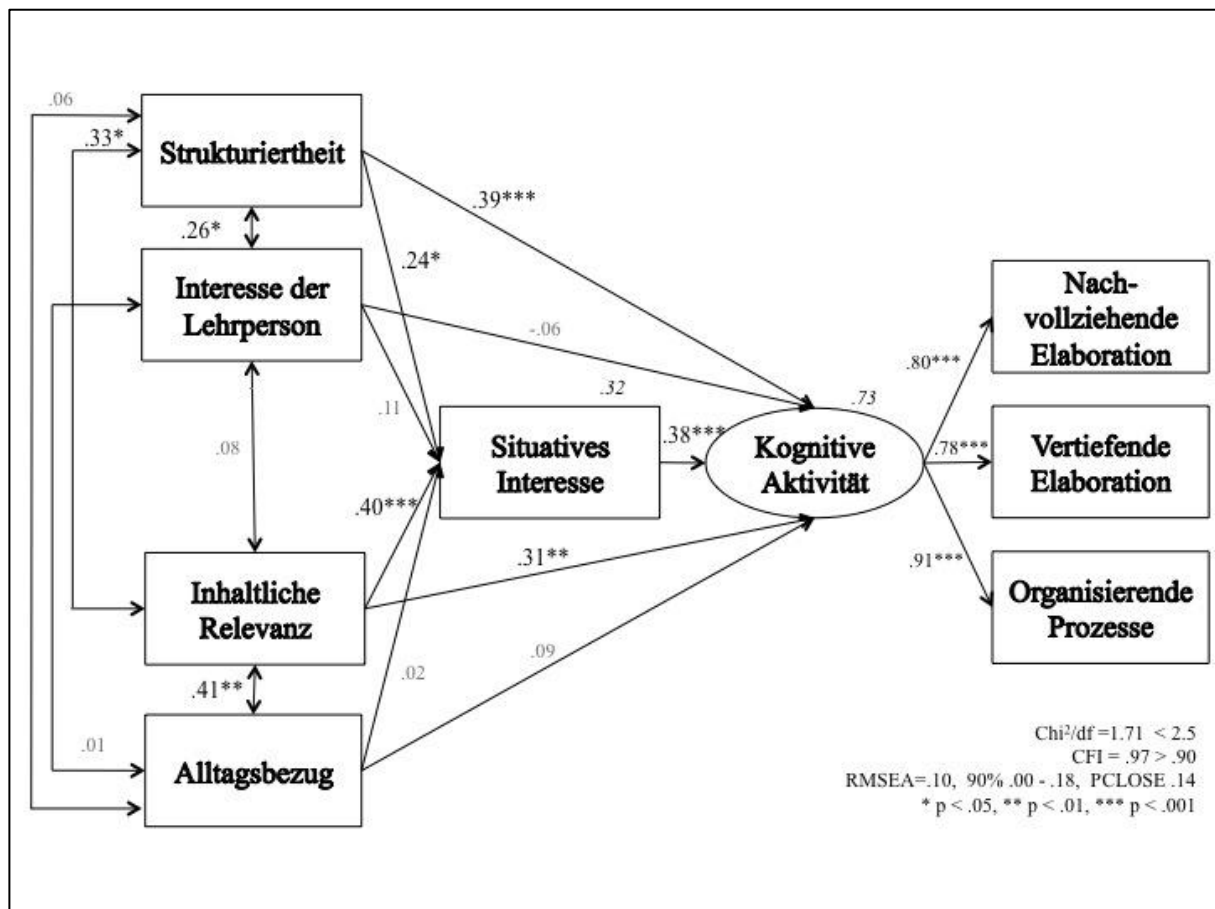 .06
.33*
Strukturiertheit
.39***
.26*
.24*
Interesse der
Lehrperson
-.06
.11
.08
.32
Situatives
Interesse
.38***
.73
Kognitive
Aktivität
.40***
.31**
Inhaltliche
Relevanz
.41**
.02
.09
.01
Alltagsbezug
Nach-
vollziehende
Elaboration
.80***
.78***
Vertiefende
Elaboration
.91***
Organisierende
Prozesse
Chi²/df =1.71 < 2.5
CFI = .97 > .90
RMSEA=.10, 90% .00 - .18, PCLOSE .14
* p < .05, ** p < .01, *** p < .001